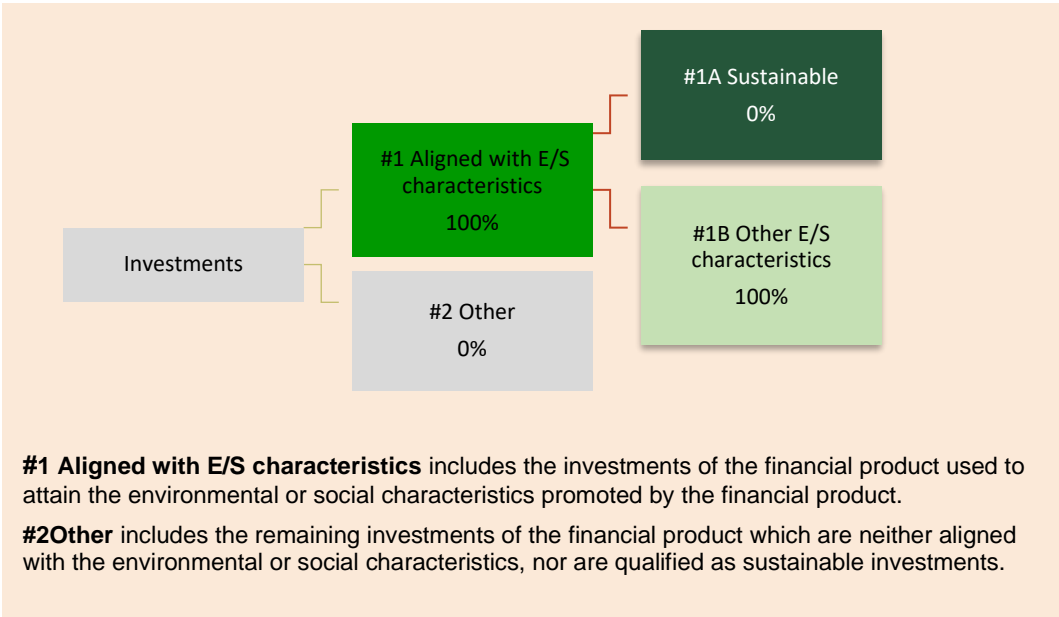 #1A Sustainable
0%
#1 Aligned with E/S
characteristics
100%
#1B Other E/S
characteristics
100%
Investments
#2 Other
0%
#1 Aligned with E/S characteristics includes the investments of the financial product used to
attain the environmental or social characteristics promoted by the financial product.
#2Other includes the remaining investments of the financial product which are neither aligned
with the environmental or social characteristics, nor are qualified as sustainable investments.